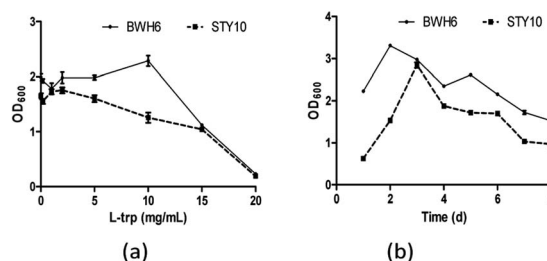 BWH6 STY10
OD600
3
2
1
0
0 5 10 15 20
L-trp (mg/mL)
(a)
BWH6 STY10
OD600
4
3
2
1
0
0 2 4 6
Time (d)
(b)